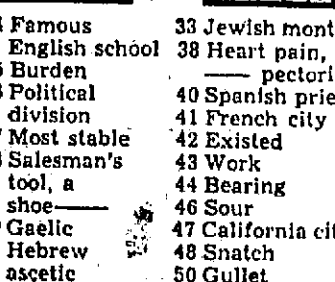 Famous
English school
Burden
Political
division
Most stable
Salesman's
tool, a
shoe——
Gaelic
Hebrew
ascetic
33 Jewish mont
38 Heart pain,
—— pectori
40 Spanish prie
41 French city
42 Existed
43 Work
44 Bearing
46 Sour
47 California cit
48 Snatch
50 Gullet